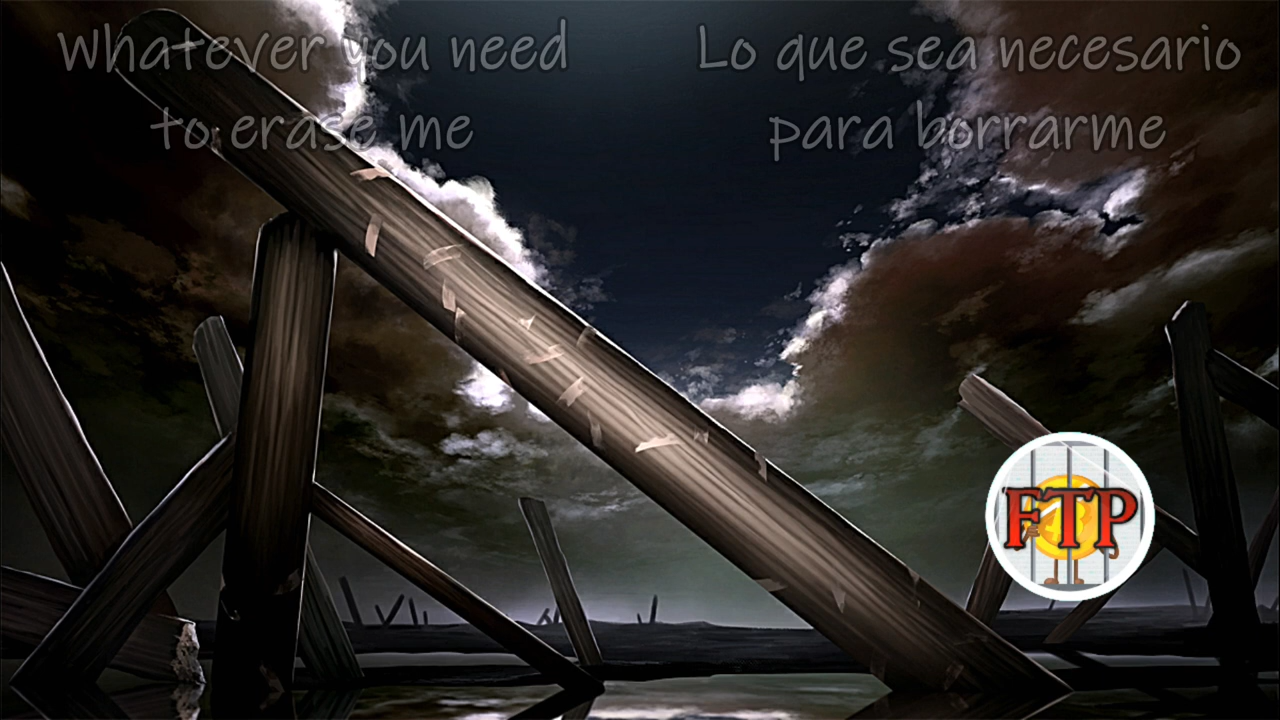 Whatever you need
to erase me
Lo que sea necesario
para borrarme
FTP